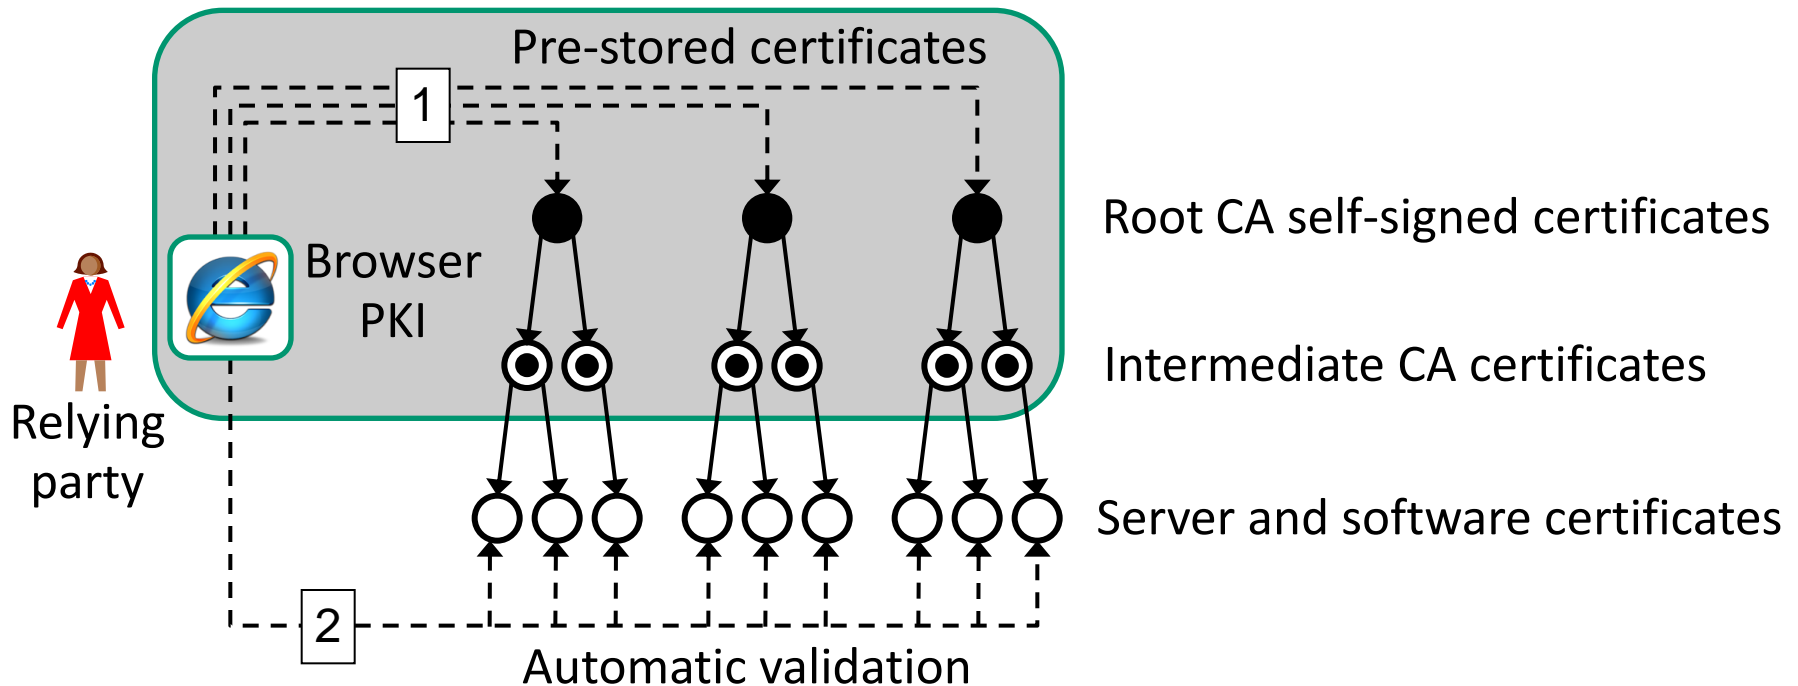 Pre-stored certificates
1
Root CA self-signed certificates
Browser
PKI
Intermediate CA certificates
Relying
party
Server and software certificates
2
Automatic validation